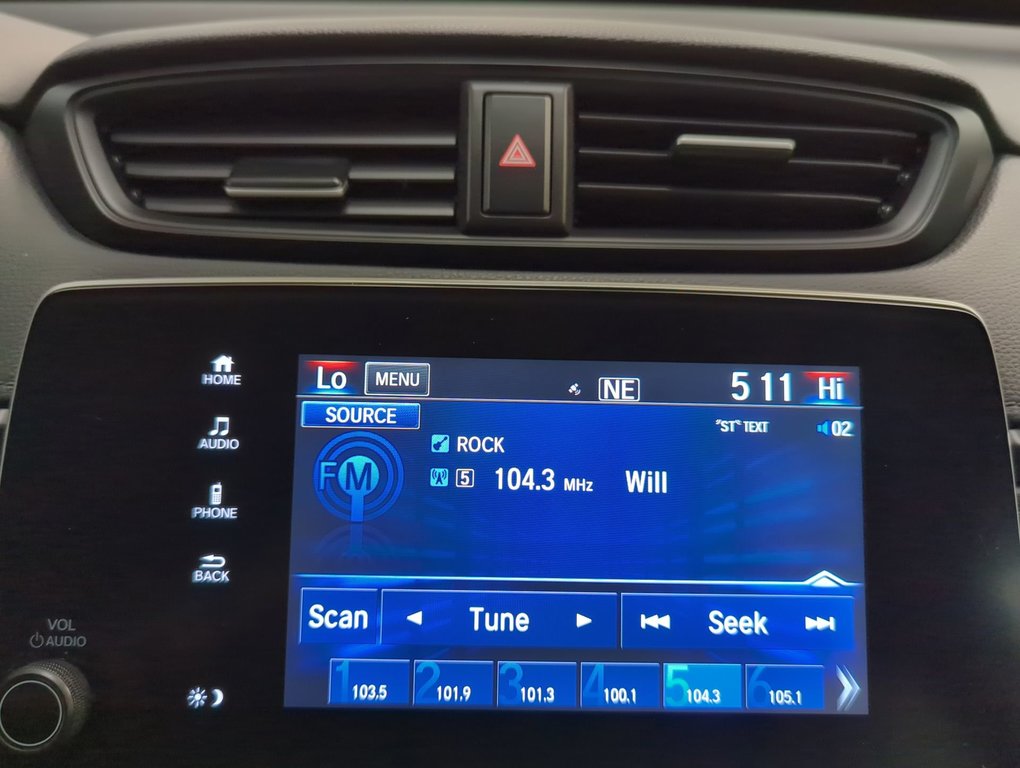 HOME
AUDIO
PHONE
BACK
VOL
AUDIO
Lo MENU NE 5 11 Hi
SOURCE "ST" TEXT 02
FM
ROCK
5 104.3 MHz Will
Scan Tune Seek
1 103.5 2 101.9 3 101.3 4 100.1 5 104.3 6 105.1